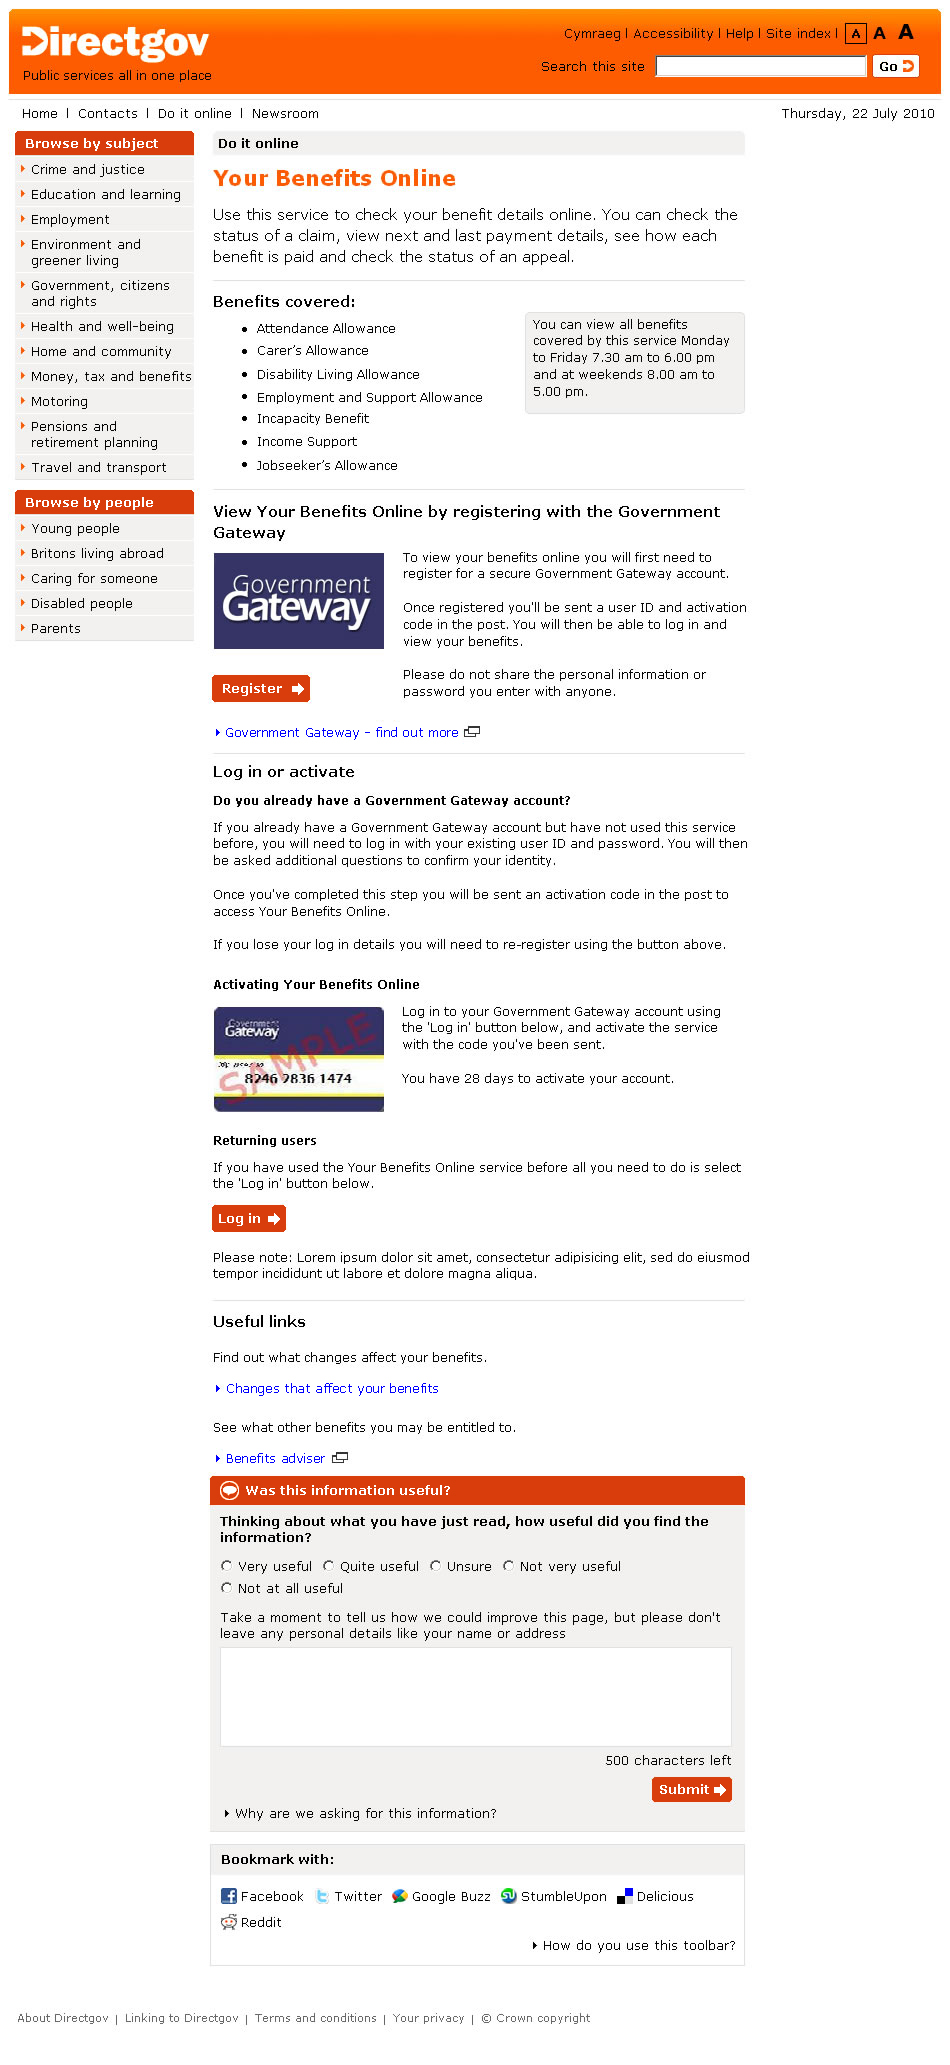 Directgov
Public services all in one place
Cymraeg | Accessibility | Help | Site index | A A A
Search this site Go
Home | Contacts | Do it online | Newsroom
Thursday, 22 July 2010
Browse by subject
Crime and justice
Education and learning
Employment
Environment and
greener living
Government, citizens
and rights
Health and well-being
Home and community
Money, tax and benefits
Motoring
Pensions and
retirement planning
Travel and transport
Browse by people
Young people
Britons living abroad
Caring for someone
Disabled people
Parents
Do it online
Your Benefits Online
Use this service to check your benefit details online. You can check the
status of a claim, view next and last payment details, see how each
benefit is paid and check the status of an appeal.
Benefits covered:
Attendance Allowance
Carer's Allowance
Disability Living Allowance
Employment and Support Allowance
Incapacity Benefit
Income Support
Jobseeker's Allowance
You can view all benefits
covered by this service Monday
to Friday 7.30 am to 6.00 pm
and at weekends 8.00 am to
5.00 pm.
View Your Benefits Online by registering with the Government
Gateway
Government
Gateway
To view your benefits online you will first need to
register for a secure Government Gateway account.
Once registered you'll be sent a user ID and activation
code in the post. You will then be able to log in and
view your benefits.
Please do not share the personal information or
password you enter with anyone.
Register
Government Gateway - find out more
Log in or activate
Do you already have a Government Gateway account?
If you already have a Government Gateway account but have not used this service
before, you will need to log in with your existing user ID and password. You will then
be asked additional questions to confirm your identity.
Once you've completed this step you will be sent an activation code in the post to
access Your Benefits Online.
If you lose your log in details you will need to re-register using the button above.
Activating Your Benefits Online
Government
Gateway
8246 2836 1474
SAMPLE
Log in to your Government Gateway account using
the 'Log in' button below, and activate the service
with the code you've been sent.
You have 28 days to activate your account.
Returning users
If you have used the Your Benefits Online service before all you need to do is select
the 'Log in' button below.
Log in
Please note: Lorem ipsum dolor sit amet, consectetur adipisicing elit, sed do eiusmod
tempor incididunt ut labore et dolore magna aliqua.
Useful links
Find out what changes affect your benefits.
Changes that affect your benefits
See what other benefits you may be entitled to.
Benefits adviser
Was this information useful?
Thinking about what you have just read, how useful did you find the
information?
Very useful Quite useful Unsure Not very useful
Not at all useful
Take a moment to tell us how we could improve this page, but please don't
leave any personal details like your name or address
500 characters left
Submit
Why are we asking for this information?
Bookmark with:
Facebook Twitter Google Buzz StumbleUpon Delicious
Reddit
How do you use this toolbar?
About Directgov | Linking to Directgov | Terms and conditions | Your privacy | © Crown copyright